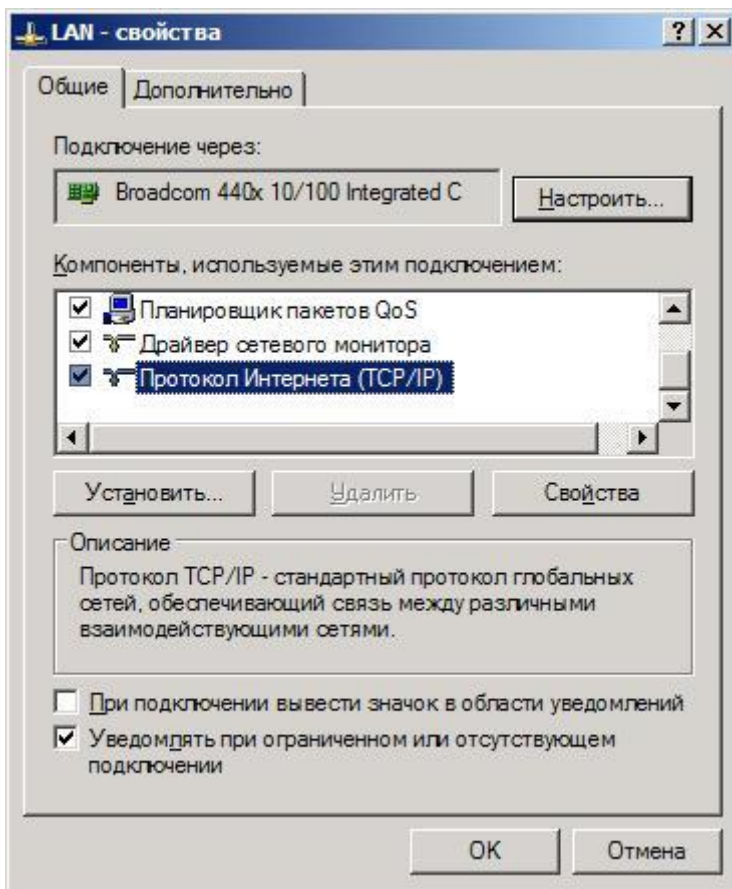 LAN - свойства
Общие
Дополнительно
Подключение через:
Broadcom 440x 10/100 Integrated C
Настроить...
Компоненты, используемые этим подключением:
Планировщик пакетов QoS
Драйвер сетевого монитора
Протокол Интернета (TCP/IP)
Установить...
Удалить
Свойства
Описание
Протокол TCP/IP - стандартный протокол глобальных
сетей, обеспечивающий связь между различными
взаимодействующими сетями.
При подключении вывести значок в области уведомлений
Уведомлять при ограниченном или отсутствующем
подключении
OK
Отмена